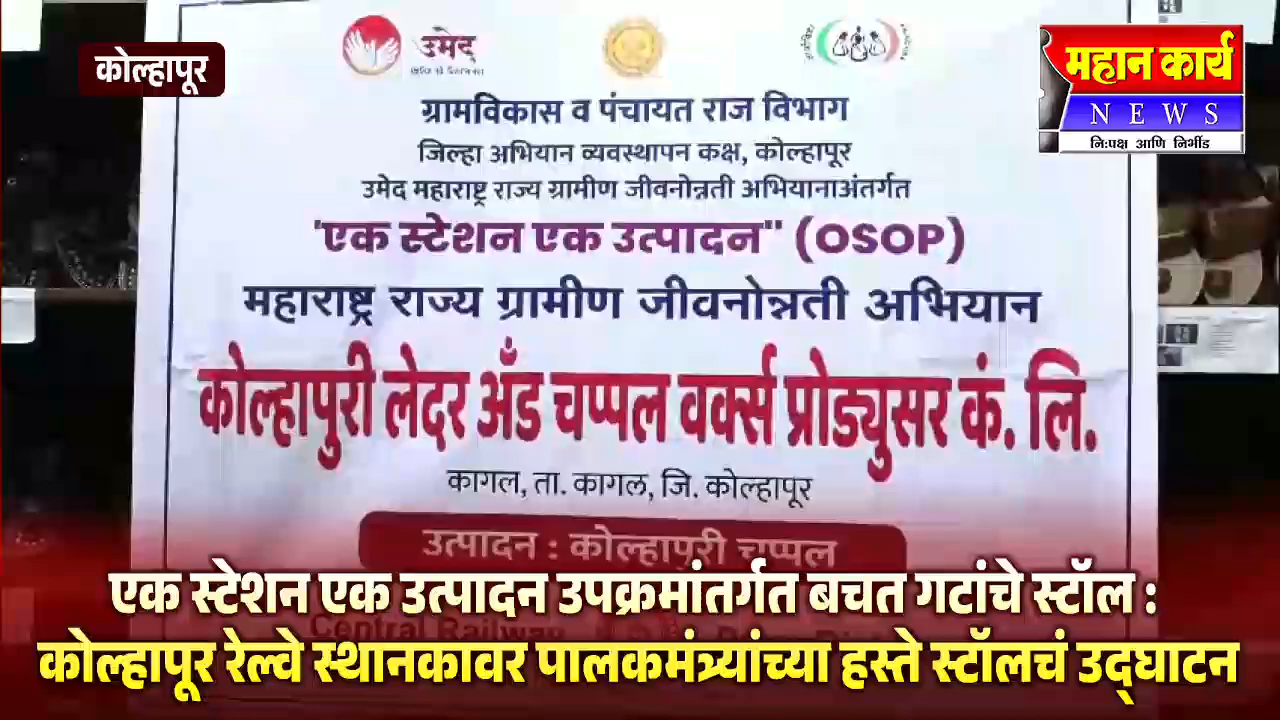 कोल्हापूर
उमेद
महान कार्य
NEWS
नि:पक्ष आणि निर्भीड
ग्रामविकास व पंचायत राज विभाग
जिल्हा अभियान व्यवस्थापन कक्ष, कोल्हापूर
उमेद महाराष्ट्र राज्य ग्रामीण जीवनोन्नती अभियानाअंतर्गत
"एक स्टेशन एक उत्पादन" (OSOP)
महाराष्ट्र राज्य ग्रामीण जीवनोन्नती अभियान
कोल्हापुरी लेदर अँड चप्पल वर्क्स प्रोड्युसर कं. लि.
कागल, ता. कागल, जि. कोल्हापूर
उत्पादन : कोल्हापुरी चप्पल
Central Railway
एक स्टेशन एक उत्पादन उपक्रमांतर्गत बचत गटांचे स्टॉल :
कोल्हापूर रेल्वे स्थानकावर पालकमंत्र्यांच्या हस्ते स्टॉलचं उद्घाटन